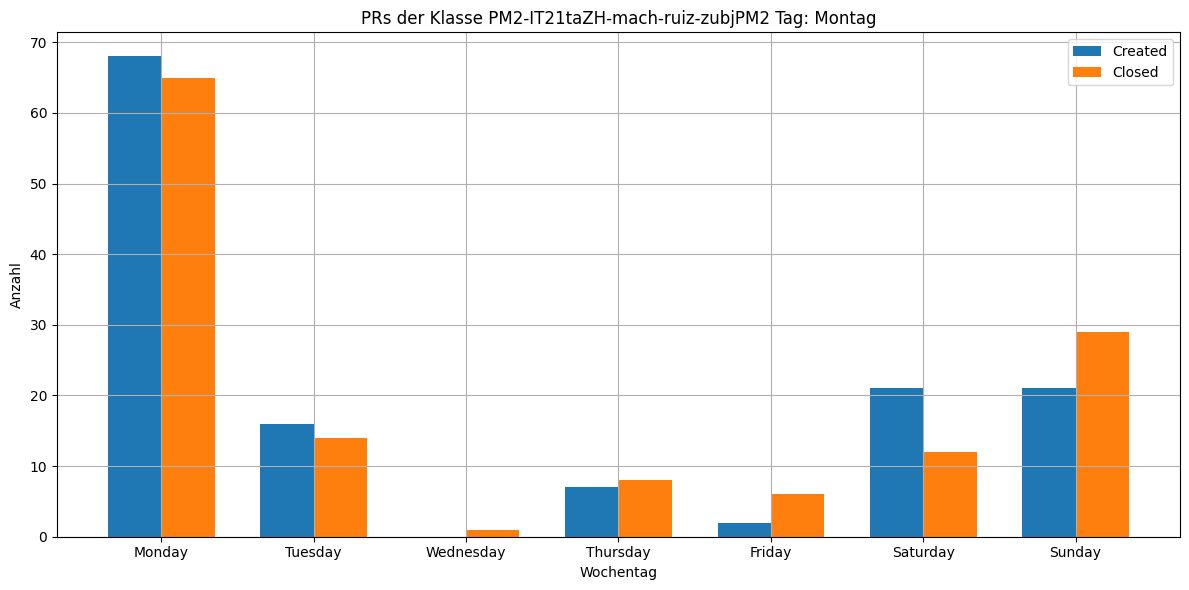 PRs der Klasse PM2-IT21taZH-mach-ruiz-zubjPM2 Tag: Montag
Created
Closed
Anzahl
70
60
50
40
30
20
10
0
Monday Tuesday Wednesday Thursday Friday Saturday Sunday
Wochentag